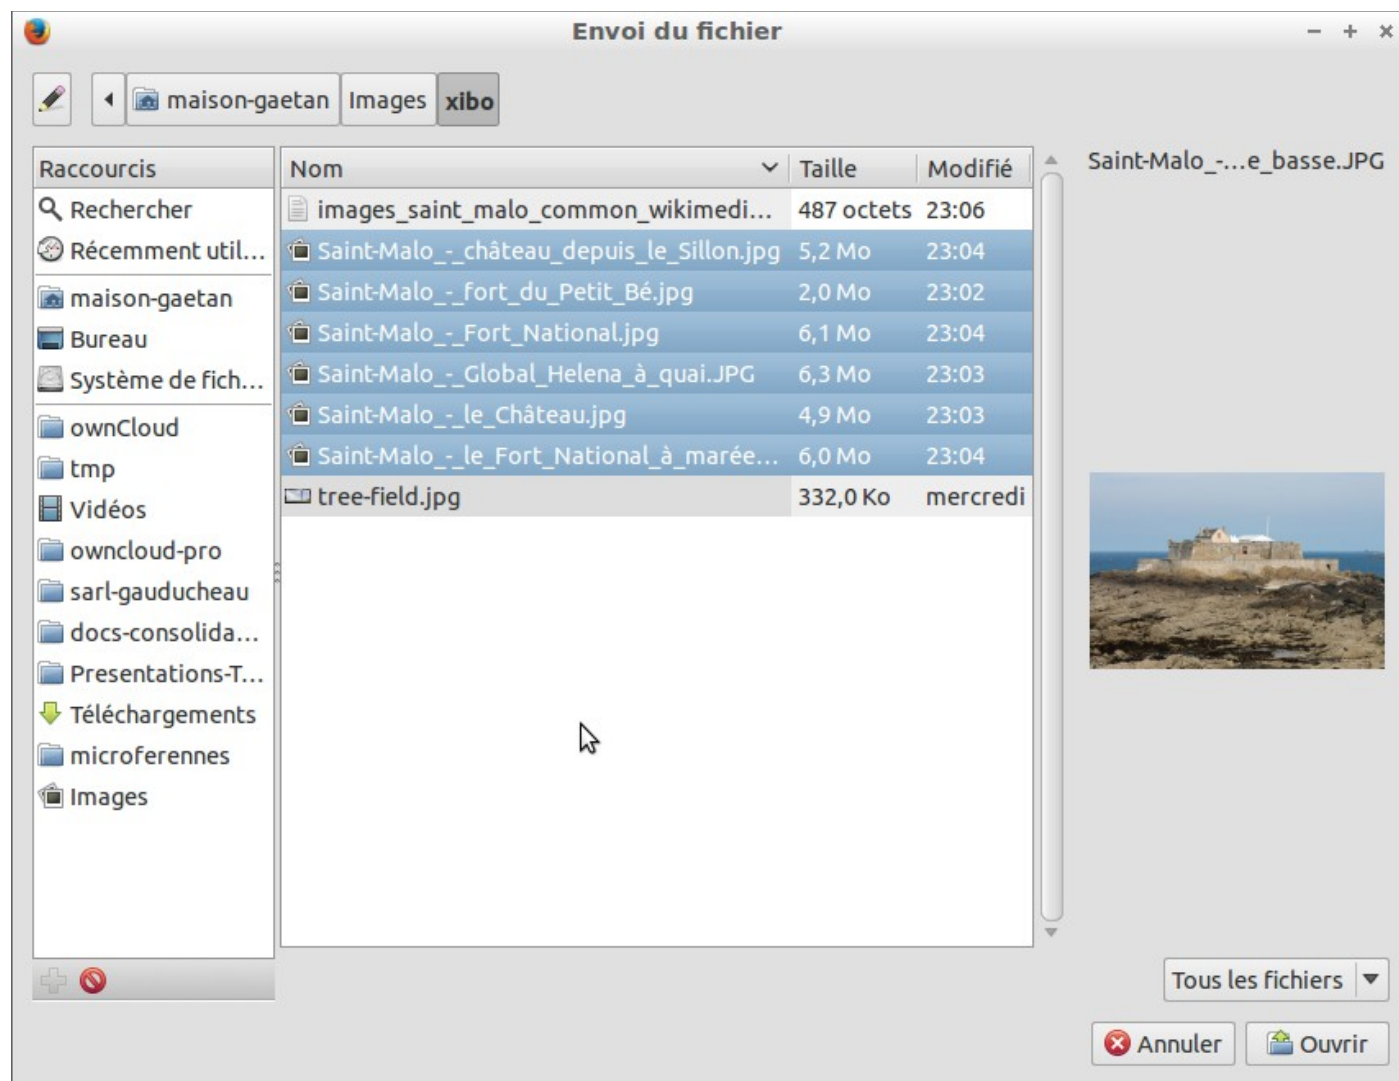 Envoi du fichier
maison-gaetan Images xibo
Raccourcis
Rechercher
Récemment util...
maison-gaetan
Bureau
Système de fich...
ownCloud
tmp
Vidéos
owncloud-pro
sarl-gauducheau
docs-consolida...
Presentations-T...
Téléchargements
microferennes
Images
Nom Taille Modifié
images_saint_malo_common_wikimedi... 487 octets 23:06
Saint-Malo_-_château_depuis_le_Sillon.jpg 5,2 Mo 23:04
Saint-Malo_-_fort_du_Petit_Bé.jpg 2,0 Mo 23:02
Saint-Malo_-_Fort_National.jpg 6,1 Mo 23:04
Saint-Malo_-_Global_Helena_à_quai.JPG 6,3 Mo 23:03
Saint-Malo_-_le_Château.jpg 4,9 Mo 23:03
Saint-Malo_-_le_Fort_National_à_marée... 6,0 Mo 23:04
tree-field.jpg 332,0 Ko mercredi
Saint-Malo_-...e_basse.JPG
Tous les fichiers
Annuler Ouvrir